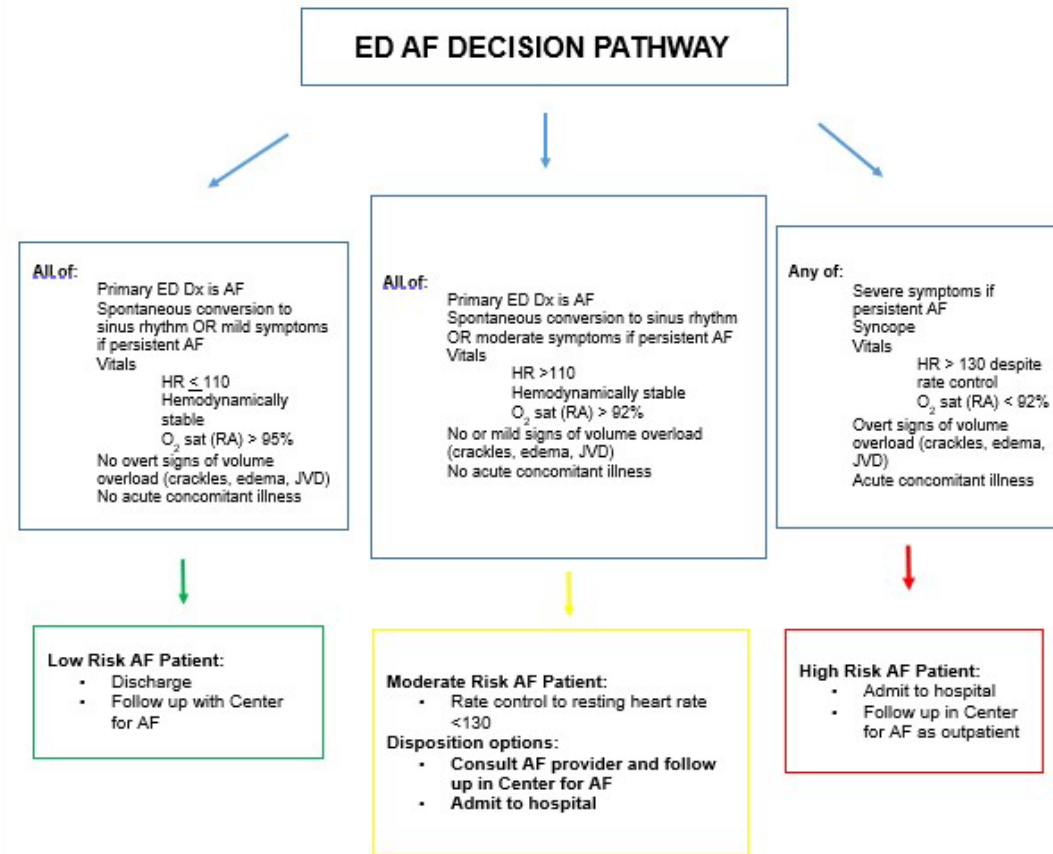 ED AF DECISION PATHWAY
All of:
Primary ED Dx is AF
Spontaneous conversion to
sinus rhythm OR mild symptoms
if persistent AF
Vitals
HR ≤ 110
Hemodynamically
stable
O₂ sat (RA) > 95%
No overt signs of volume
overload (crackles, edema, JVD)
No acute concomitant illness
All of:
Primary ED Dx is AF
Spontaneous conversion to sinus rhythm
OR moderate symptoms if persistent AF
Vitals
HR >110
Hemodynamically stable
O₂ sat (RA) > 92%
No or mild signs of volume overload
(crackles, edema, JVD)
No acute concomitant illness
Any of:
Severe symptoms if
persistent AF
Syncope
Vitals
HR > 130 despite
rate control
O₂ sat (RA) < 92%
Overt signs of volume
overload (crackles, edema,
JVD)
Acute concomitant illness
Low Risk AF Patient:
▪ Discharge
▪ Follow up with Center
for AF
Moderate Risk AF Patient:
▪ Rate control to resting heart rate
<130
Disposition options:
▪ Consult AF provider and follow
up in Center for AF
▪ Admit to hospital
High Risk AF Patient:
▪ Admit to hospital
▪ Follow up in Center
for AF as outpatient